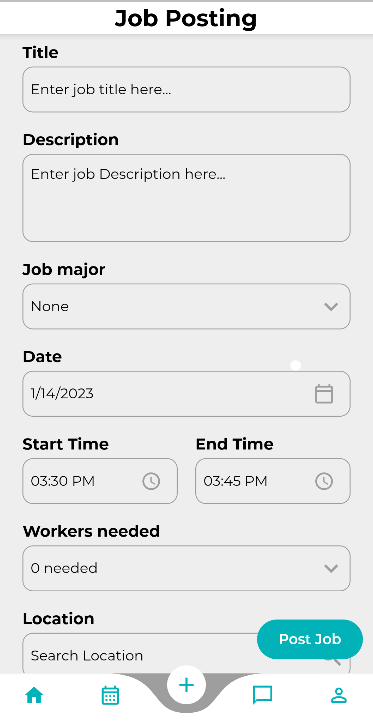 Job Posting
Title
Enter job title here...
Description
Enter job Description here...
Job major
None
Date
1/14/2023
Start Time End Time
03:30 PM 03:45 PM
Workers needed
0 needed
Location
Search Location
Post Job